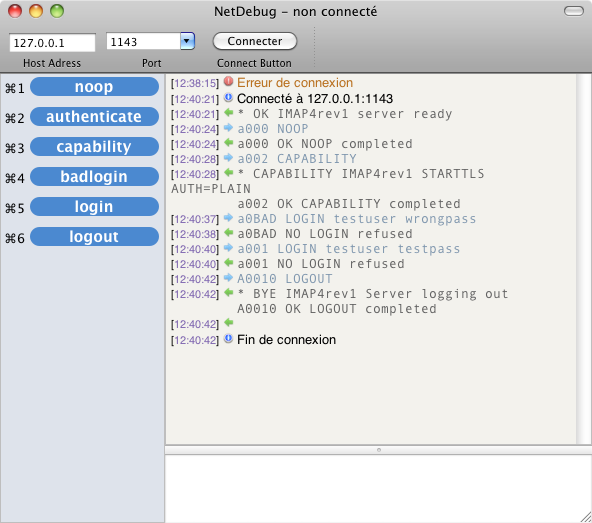 NetDebug - non connecté
127.0.0.1
1143
Connecter
Host Adress
Port
Connect Button
⌘1 noop
⌘2 authenticate
⌘3 capability
⌘4 badlogin
⌘5 login
⌘6 logout
[12:38:15] Erreur de connexion
[12:40:21] Connecté à 127.0.0.1:1143
[12:40:21] * OK IMAP4rev1 server ready
[12:40:24] a000 NOOP
[12:40:24] a000 OK NOOP completed
[12:40:28] a002 CAPABILITY
[12:40:28] * CAPABILITY IMAP4rev1 STARTTLS
AUTH=PLAIN
a002 OK CAPABILITY completed
[12:40:37] a0BAD LOGIN testuser wrongpass
[12:40:38] a0BAD NO LOGIN refused
[12:40:40] a001 LOGIN testuser testpass
[12:40:40] a001 NO LOGIN refused
[12:40:42] A0010 LOGOUT
[12:40:42] * BYE IMAP4rev1 Server logging out
A0010 OK LOGOUT completed
[12:40:42]
[12:40:42] Fin de connexion